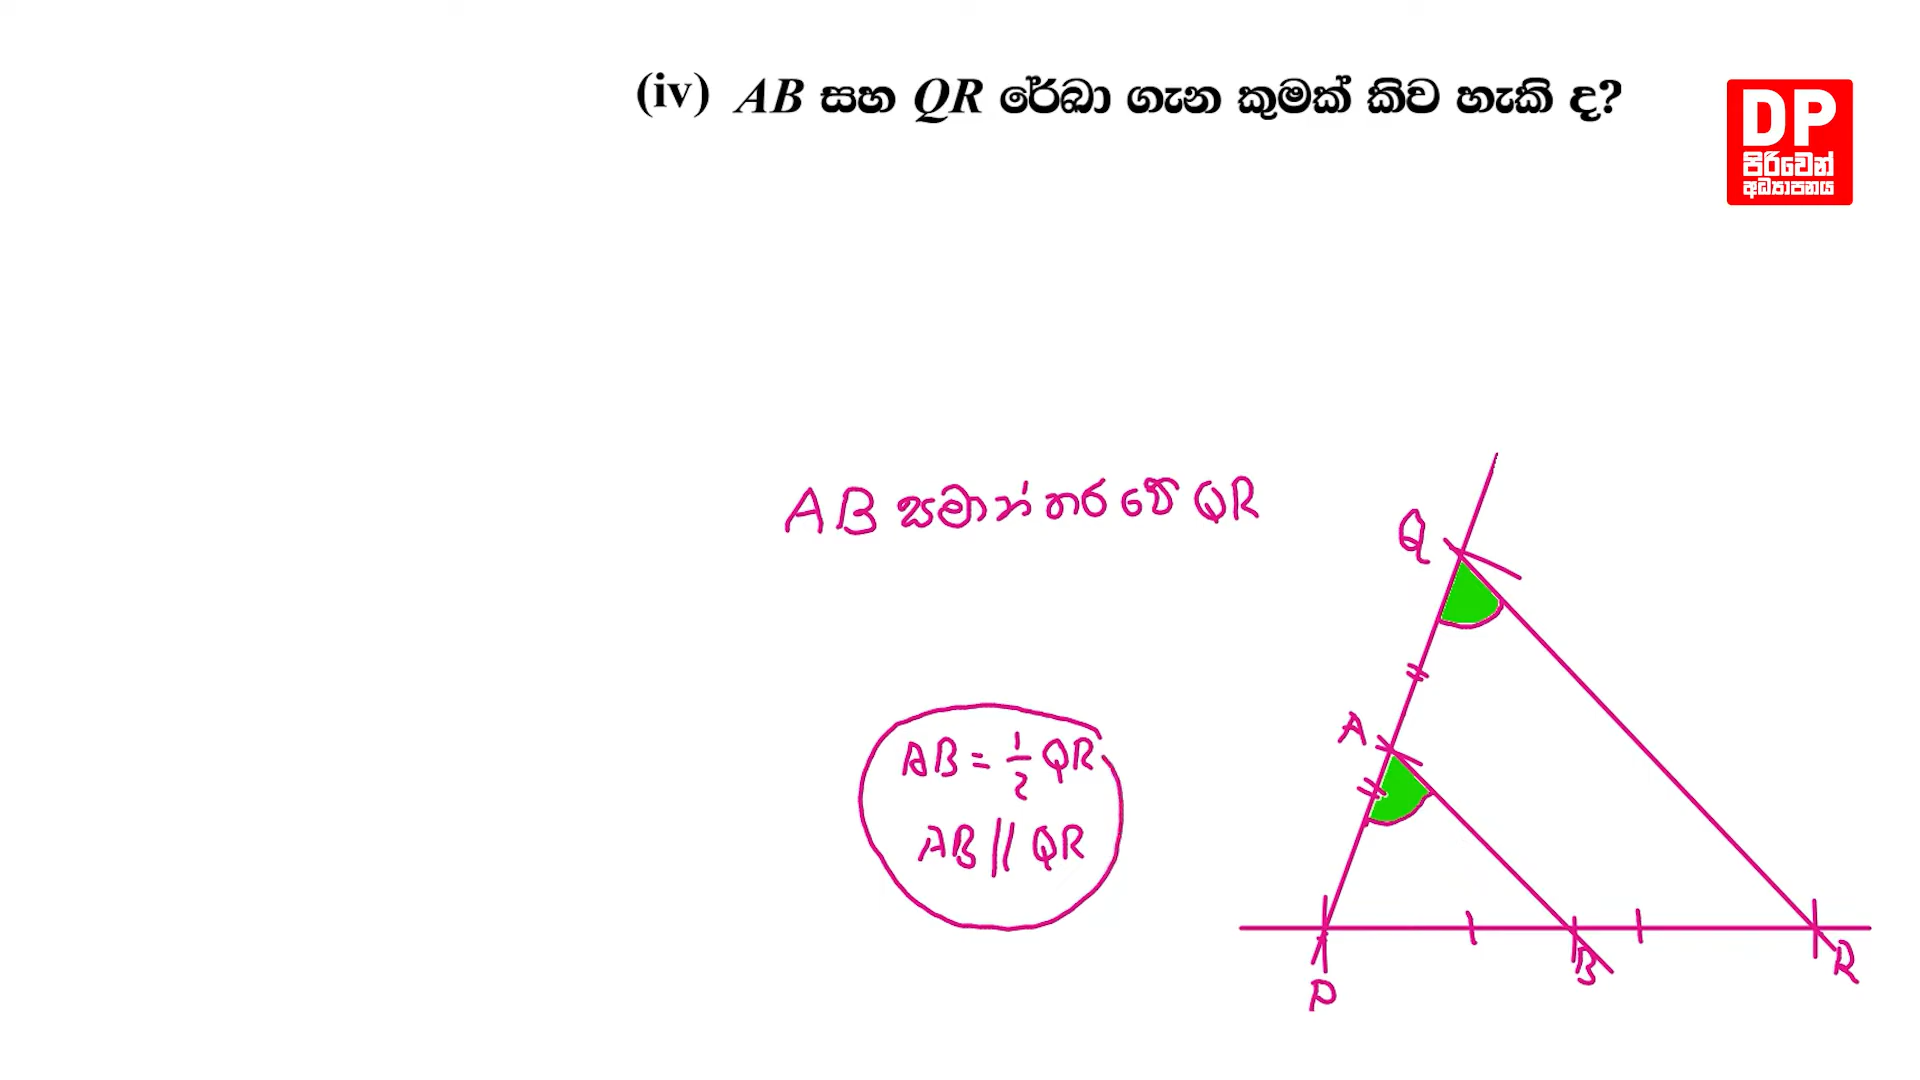 (iv) AB සහ QR රේඛා ගැන කුමක් කිව හැකි ද?
DP
පිරිවෙන්
අධ්‍යාපනය
AB සමාන්තර වේ QR
Q
A
AB = 1/2 QR
AB // QR
P
B
R